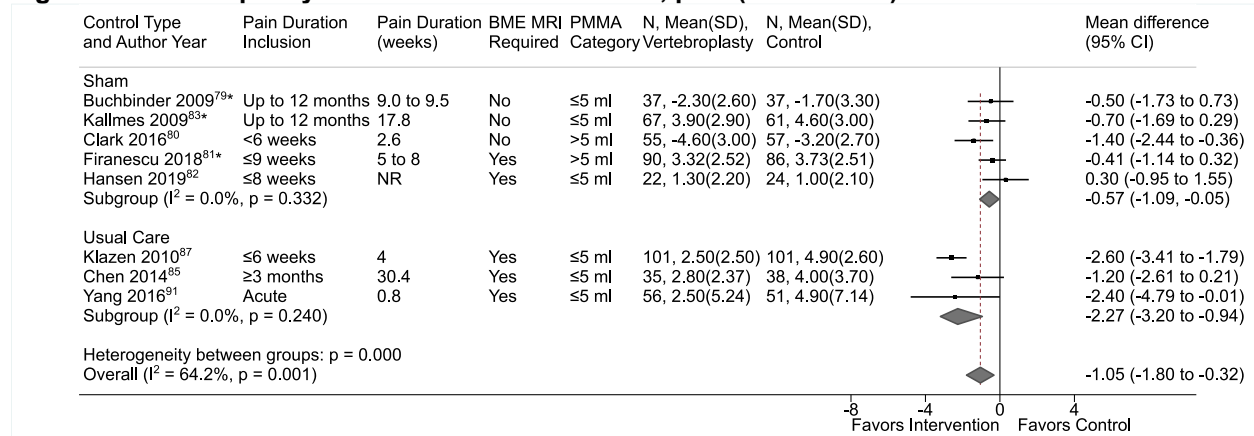 Control Type Pain Duration Pain Duration BME MRI PMMA N, Mean(SD), N, Mean(SD), Mean difference
and Author Year Inclusion (weeks) Required Category Vertebroplasty Control (95% CI)
Sham
Buchbinder 2009⁷⁹* Up to 12 months 9.0 to 9.5 No ≤5 ml 37, -2.30(2.60) 37, -1.70(3.30) -0.50 (-1.73 to 0.73)
Kallmes 2009⁸³* Up to 12 months 17.8 No ≤5 ml 67, 3.90(2.90) 61, 4.60(3.00) -0.70 (-1.69 to 0.29)
Clark 2016⁸⁰ <6 weeks 2.6 No >5 ml 55, -4.60(3.00) 57, -3.20(2.70) -1.40 (-2.44 to -0.36)
Firanescu 2018⁸¹* ≤9 weeks 5 to 8 Yes >5 ml 90, 3.32(2.52) 86, 3.73(2.51) -0.41 (-1.14 to 0.32)
Hansen 2019⁸² ≤8 weeks NR Yes ≤5 ml 22, 1.30(2.20) 24, 1.00(2.10) 0.30 (-0.95 to 1.55)
Subgroup (I² = 0.0%, p = 0.332) -0.57 (-1.09, -0.05)
Usual Care
Klazen 2010⁸⁷ ≤6 weeks 4 Yes ≤5 ml 101, 2.50(2.50) 101, 4.90(2.60) -2.60 (-3.41 to -1.79)
Chen 2014⁸⁵ ≥3 months 30.4 Yes ≤5 ml 35, 2.80(2.37) 38, 4.00(3.70) -1.20 (-2.61 to 0.21)
Yang 2016⁹¹ Acute 0.8 Yes ≤5 ml 56, 2.50(5.24) 51, 4.90(7.14) -2.40 (-4.79 to -0.01)
Subgroup (I² = 0.0%, p = 0.240) -2.27 (-3.20 to -0.94)
Heterogeneity between groups: p = 0.000
Overall (I² = 64.2%, p = 0.001) -1.05 (-1.80 to -0.32)
-8 -4 0 4
Favors Intervention Favors Control